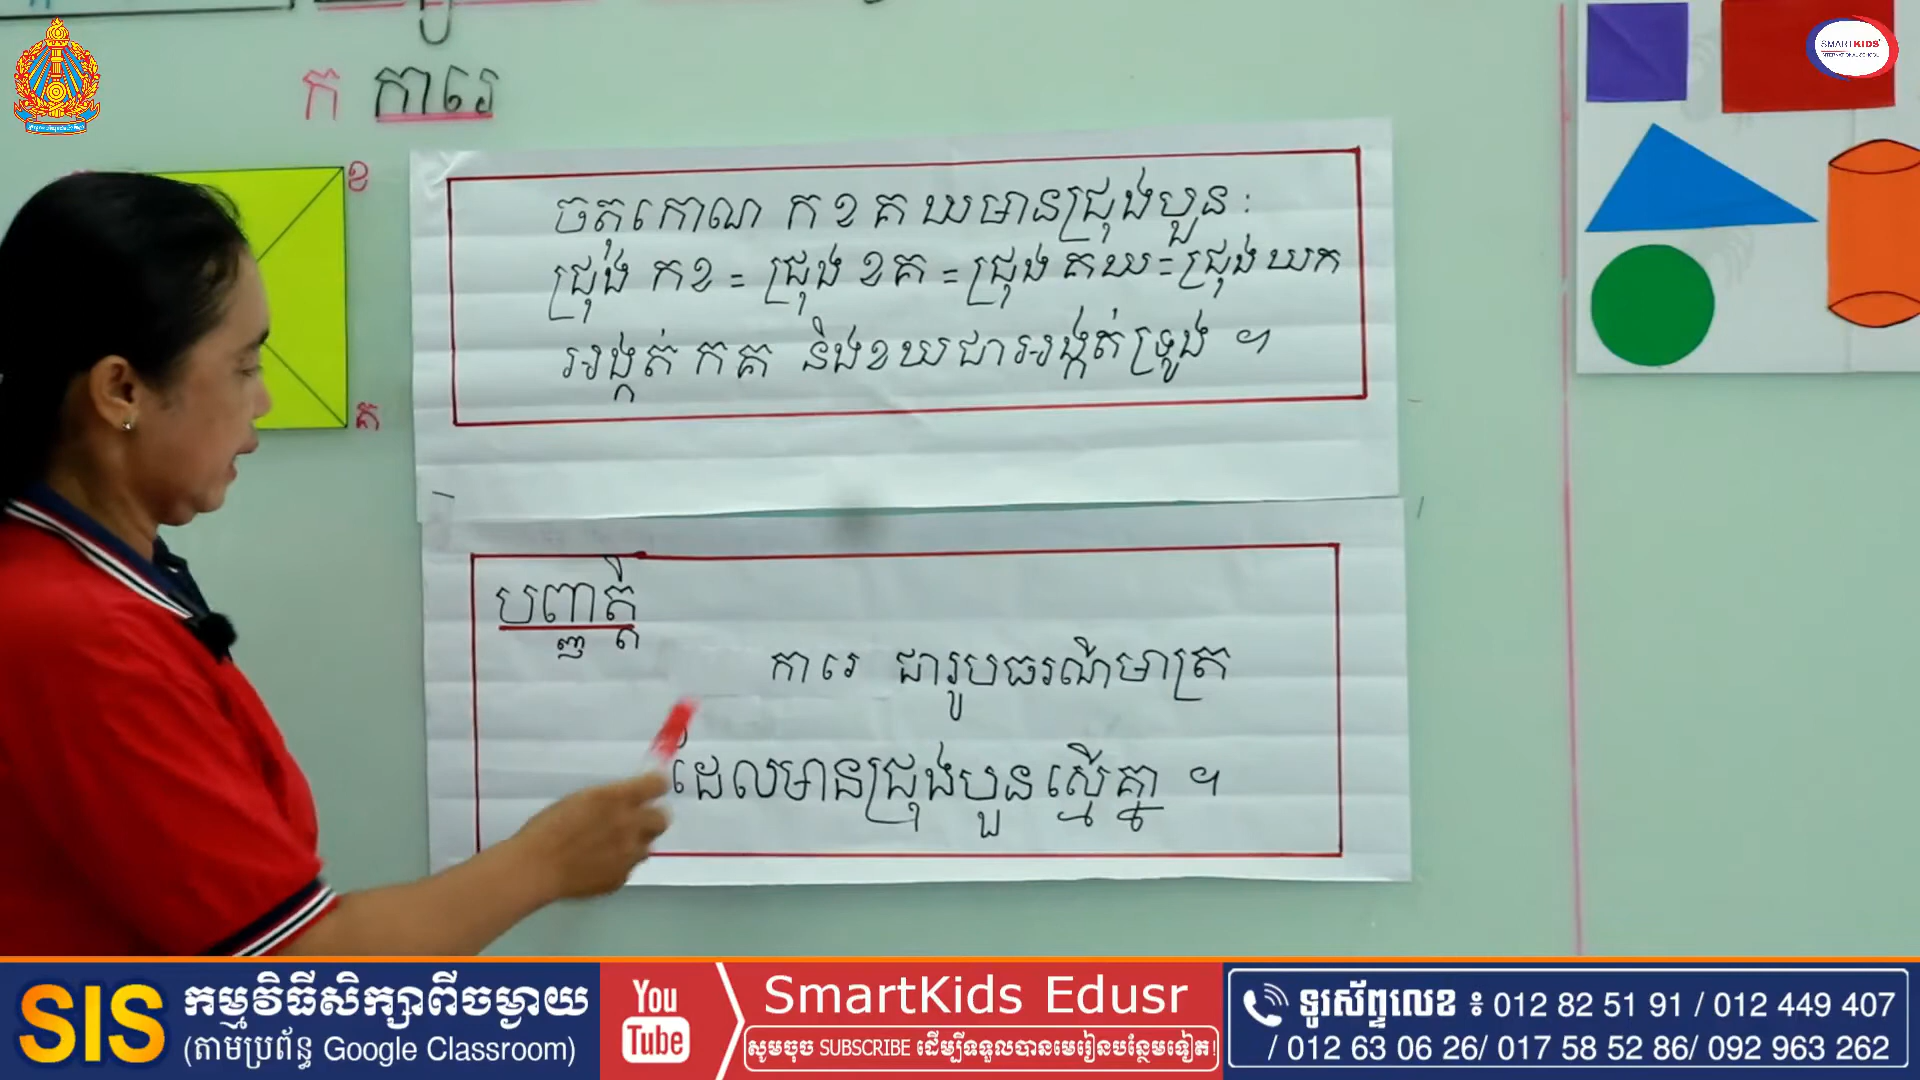 ក ការេ
ខ
គ
ចតុកោណ ក ខ គ ឃមានជ្រុងបួន :
ជ្រុង កខ = ជ្រុង ខគ = ជ្រុង គឃ = ជ្រុង ឃក
អង្កត់ កគ និងខឃជាអង្កត់ទ្រូង ។
បញ្ញត្តិ
ការេ ជារូបធរណីមាត្រ
ដែលមានជ្រុងបួនស្មើគ្នា ។
SMARTKIDS
INTERNATIONAL SCHOOL
SIS
កម្មវិធីសិក្សាពីចម្ងាយ
(តាមប្រព័ន្ធ Google Classroom)
You
Tube
SmartKids Edusr
សូមចុច SUBSCRIBE ដើម្បីទទួលបានមេរៀនបន្ថែមទៀត!
ទូរស័ព្ទលេខ ៖ 012 82 51 91 / 012 449 407
/ 012 63 06 26/ 017 58 52 86/ 092 963 262